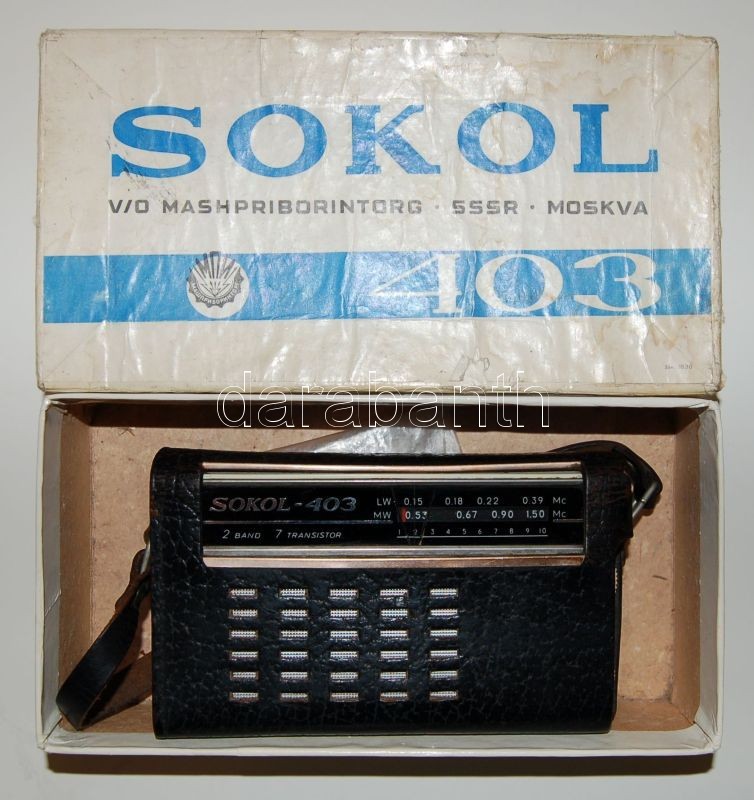 SOKOL
V/O MASHPRIBORINTORG · SSSR · MOSKVA
403
darabanth
SOKOL-403
LW 0.15 0.18 0.22 0.39 Mc
MW 0.53 0.67 0.90 1.50 Mc
2 BAND 7 TRANSISTOR
1 2 3 4 5 6 7 8 9 10